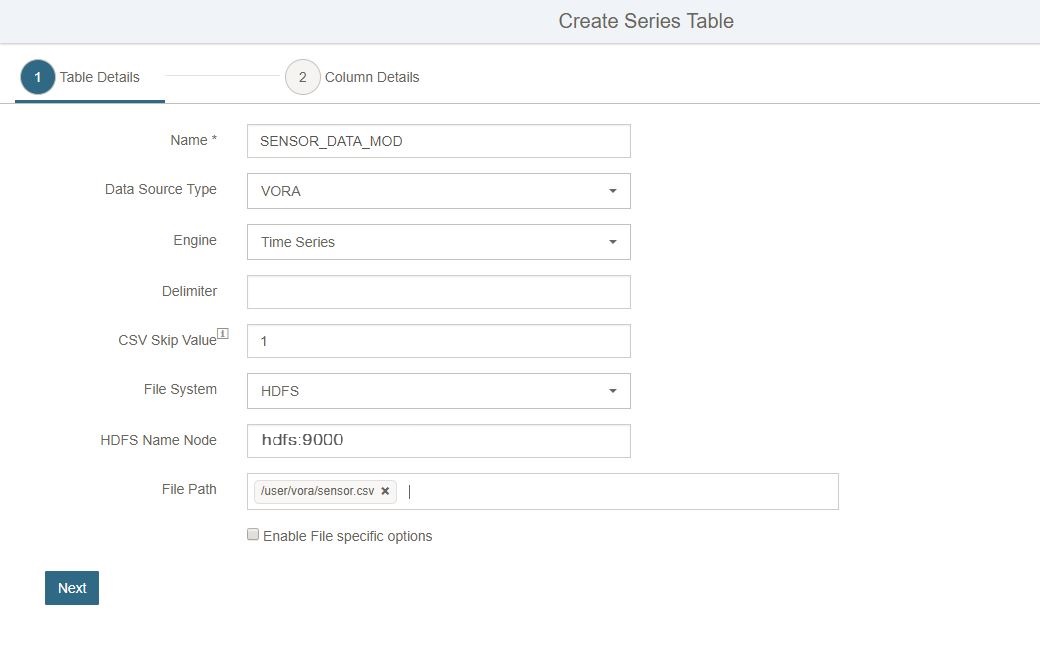 Create Series Table
1 Table Details 2 Column Details
Name * SENSOR_DATA_MOD
Data Source Type VORA
Engine Time Series
Delimiter
CSV Skip Value i 1
File System HDFS
HDFS Name Node hdfs:9000
File Path /user/vora/sensor.csv ×
Enable File specific options
Next